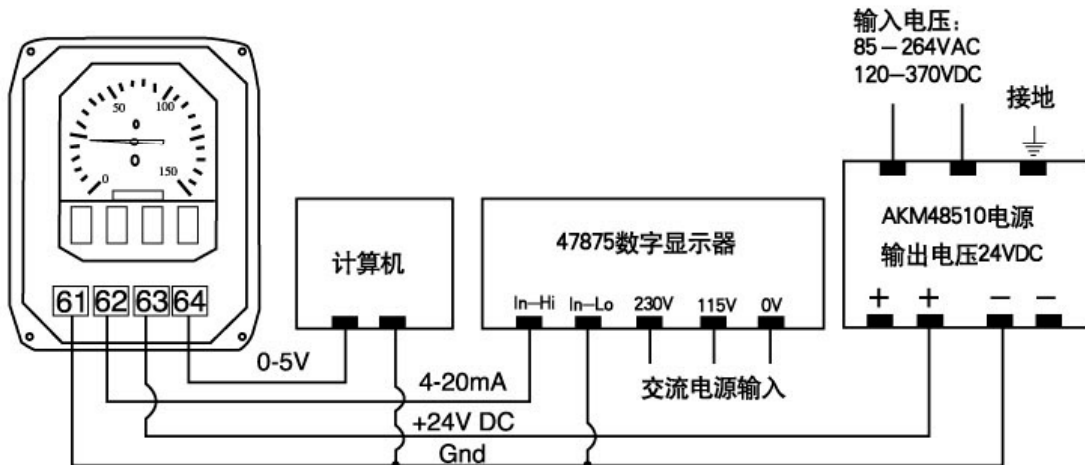 输入电压：
85－264VAC
120—370VDC
接地
50
100
0
0
0
150
AKM48510电源
输出电压24VDC
+ + － －
47875数字显示器
In—Hi In—Lo 230V 115V 0V
计算机
61 62 63 64
0-5V
4-20mA
交流电源输入
+24V DC
Gnd